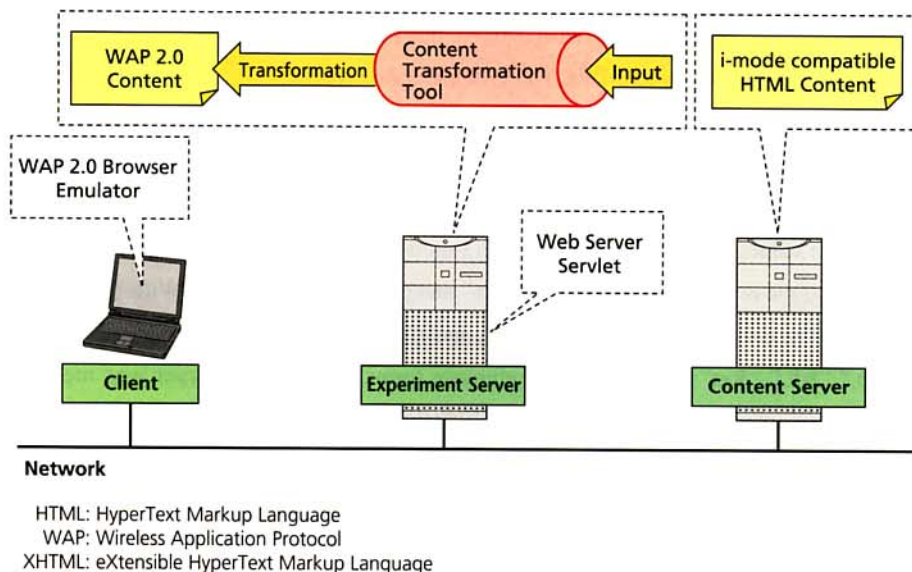 WAP 2.0
Content
Transformation
Content
Transformation
Tool
Input
i-mode compatible
HTML Content
WAP 2.0 Browser
Emulator
Web Server
Servlet
Client
Experiment Server
Content Server
Network
HTML: HyperText Markup Language
WAP: Wireless Application Protocol
XHTML: eXtensible HyperText Markup Language